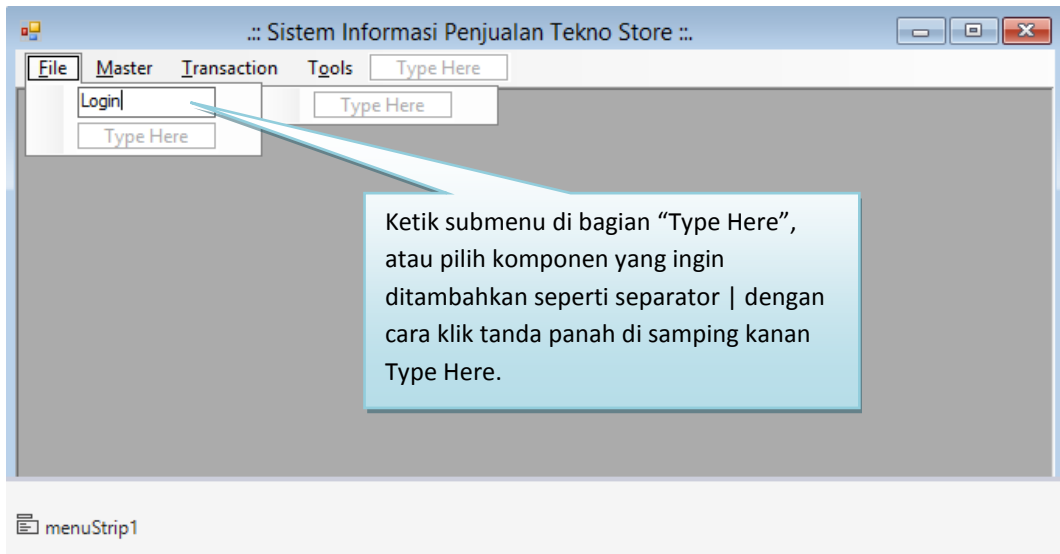 .:: Sistem Informasi Penjualan Tekno Store ::.
File Master Transaction Tools Type Here
Login Type Here
Type Here
Ketik submenu di bagian “Type Here”,
atau pilih komponen yang ingin
ditambahkan seperti separator | dengan
cara klik tanda panah di samping kanan
Type Here.
menuStrip1